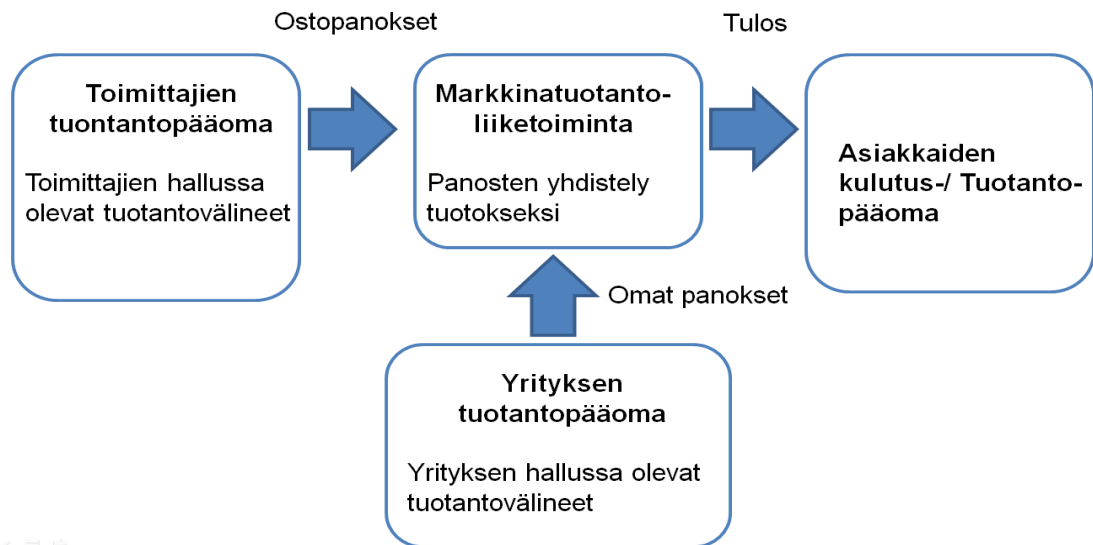 Ostopanokset
Tulos
Toimittajien
tuontantopääoma
Toimittajien hallussa
olevat tuotantovälineet
Markkinatuotanto-
liiketoiminta
Panosten yhdistely
tuotokseksi
Asiakkaiden
kulutus-/ Tuotanto-
pääoma
Omat panokset
Yrityksen
tuotantopääoma
Yrityksen hallussa olevat
tuotantovälineet